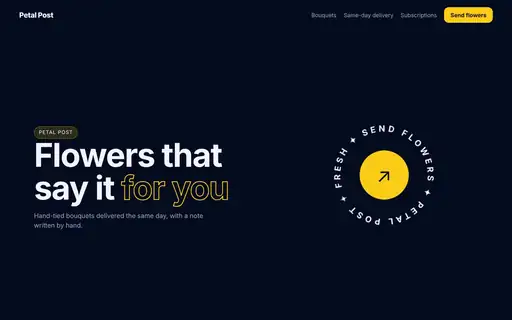 Petal Post
Bouquets
Same-day delivery
Subscriptions
Send flowers
PETAL POST
Flowers that
say it for you
Hand-tied bouquets delivered the same day, with a note
written by hand.
SEND FLOWERS ✦ PETAL POST ✦ FRESH ✦